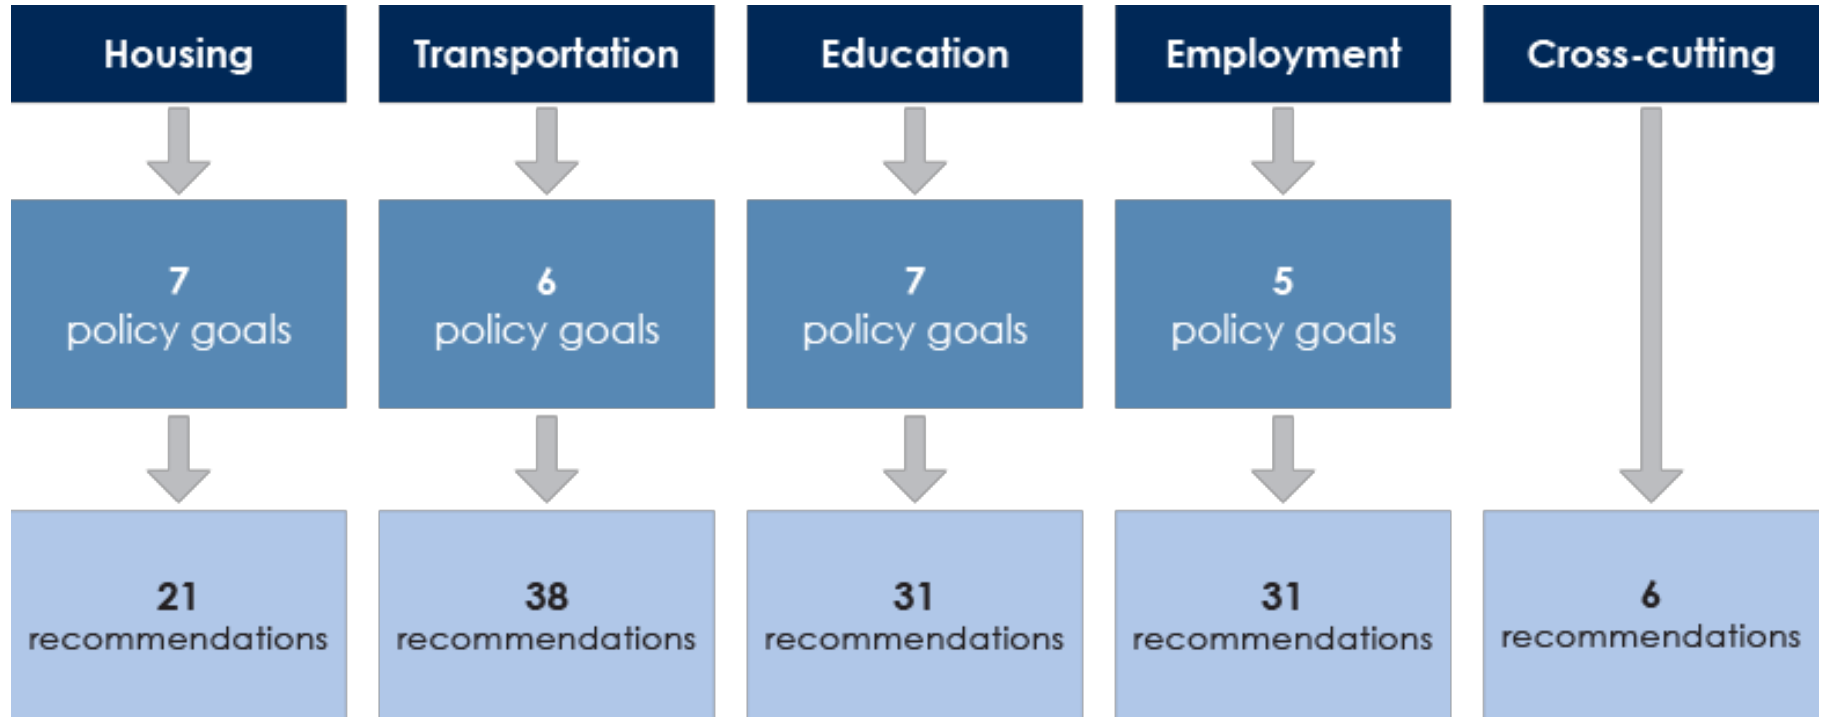 Housing
Transportation
Education
Employment
Cross-cutting
7
policy goals
6
policy goals
7
policy goals
5
policy goals
21
recommendations
38
recommendations
31
recommendations
31
recommendations
6
recommendations